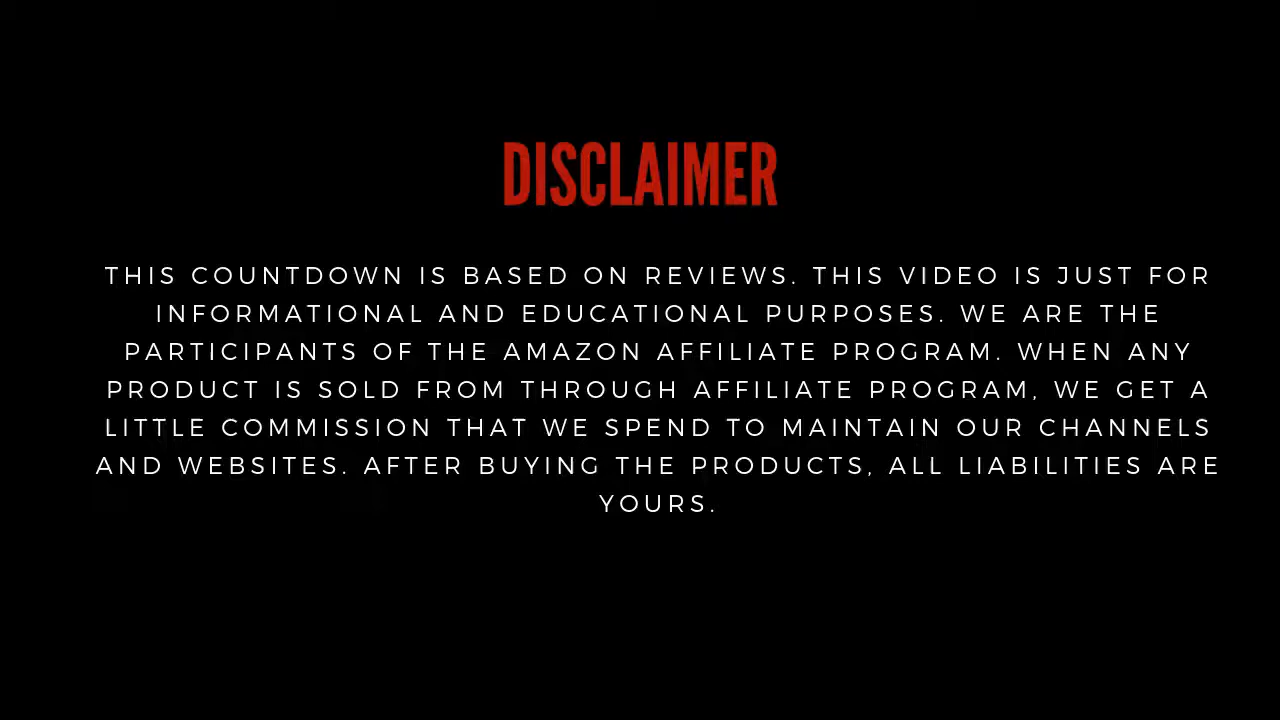 DISCLAIMER
THIS COUNTDOWN IS BASED ON REVIEWS. THIS VIDEO IS JUST FOR
INFORMATIONAL AND EDUCATIONAL PURPOSES. WE ARE THE
PARTICIPANTS OF THE AMAZON AFFILIATE PROGRAM. WHEN ANY
PRODUCT IS SOLD FROM THROUGH AFFILIATE PROGRAM, WE GET A
LITTLE COMMISSION THAT WE SPEND TO MAINTAIN OUR CHANNELS
AND WEBSITES. AFTER BUYING THE PRODUCTS, ALL LIABILITIES ARE
YOURS.